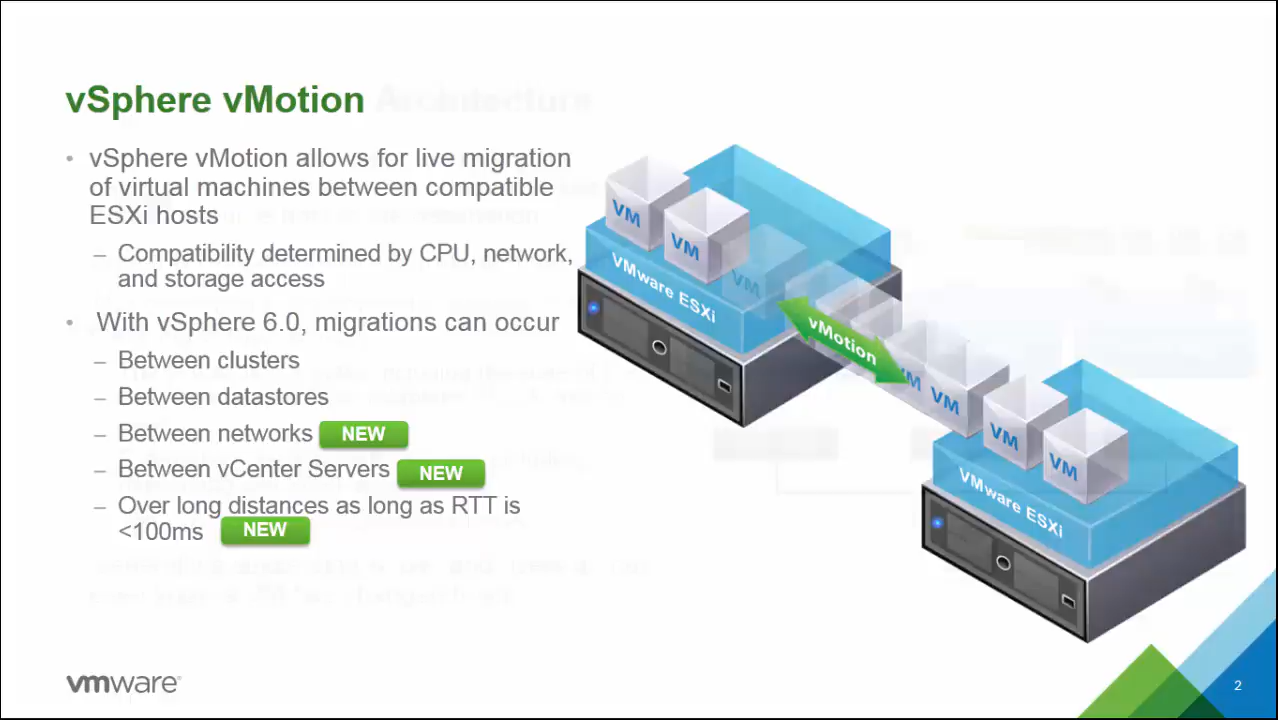 vSphere vMotion Architecture
• vSphere vMotion allows for live migration
of virtual machines between compatible
ESXi hosts
– Compatibility determined by CPU, network,
and storage access
• With vSphere 6.0, migrations can occur
– Between clusters
– Between datastores
– Between networks NEW
– Between vCenter Servers NEW
– Over long distances as long as RTT is
<100ms NEW
VM
VM
VM
VMware ESXi
vMotion
VM
VM
VM
VM
VMware ESXi
vmware
2